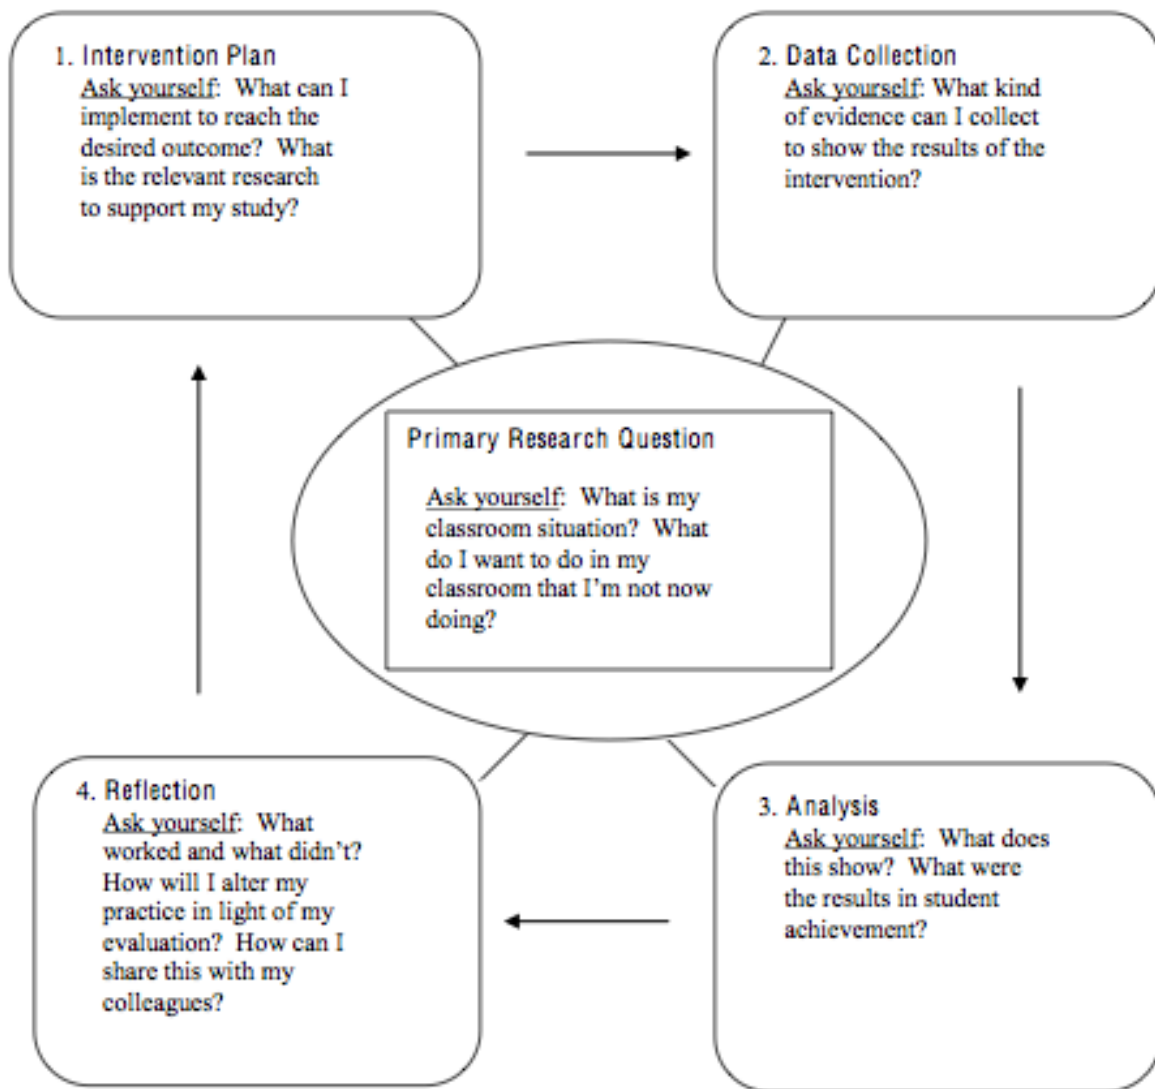 1. Intervention Plan
Ask yourself: What can I
implement to reach the
desired outcome? What
is the relevant research
to support my study?
2. Data Collection
Ask yourself: What kind
of evidence can I collect
to show the results of the
intervention?
Primary Research Question
Ask yourself: What is my
classroom situation? What
do I want to do in my
classroom that I'm not now
doing?
4. Reflection
Ask yourself: What
worked and what didn't?
How will I alter my
practice in light of my
evaluation? How can I
share this with my
colleagues?
3. Analysis
Ask yourself: What does
this show? What were
the results in student
achievement?